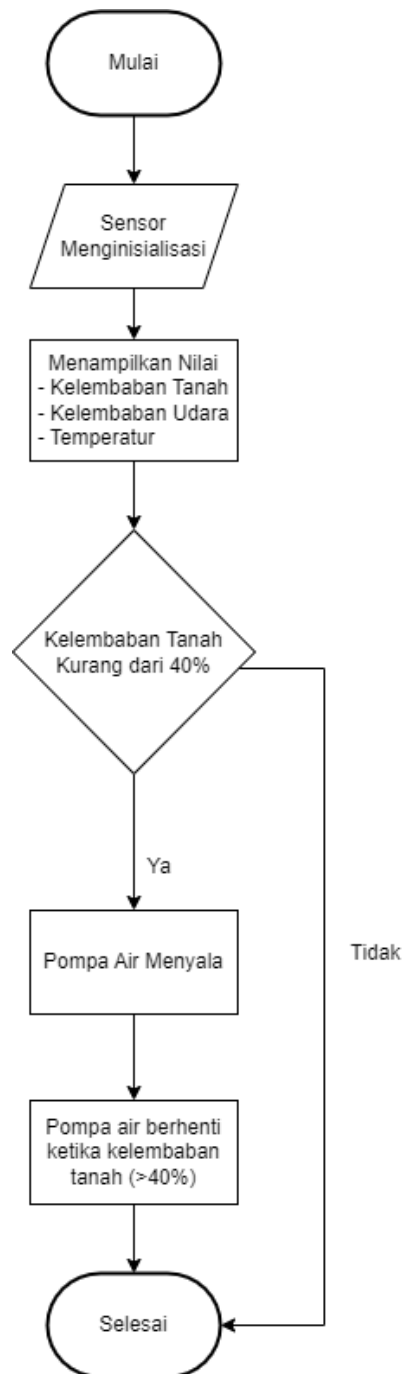 Mulai
Sensor
Menginisialisasi
Menampilkan Nilai
- Kelembaban Tanah
- Kelembaban Udara
- Temperatur
Kelembaban Tanah
Kurang dari 40%
Ya
Tidak
Pompa Air Menyala
Pompa air berhenti
ketika kelembaban
tanah (>40%)
Selesai